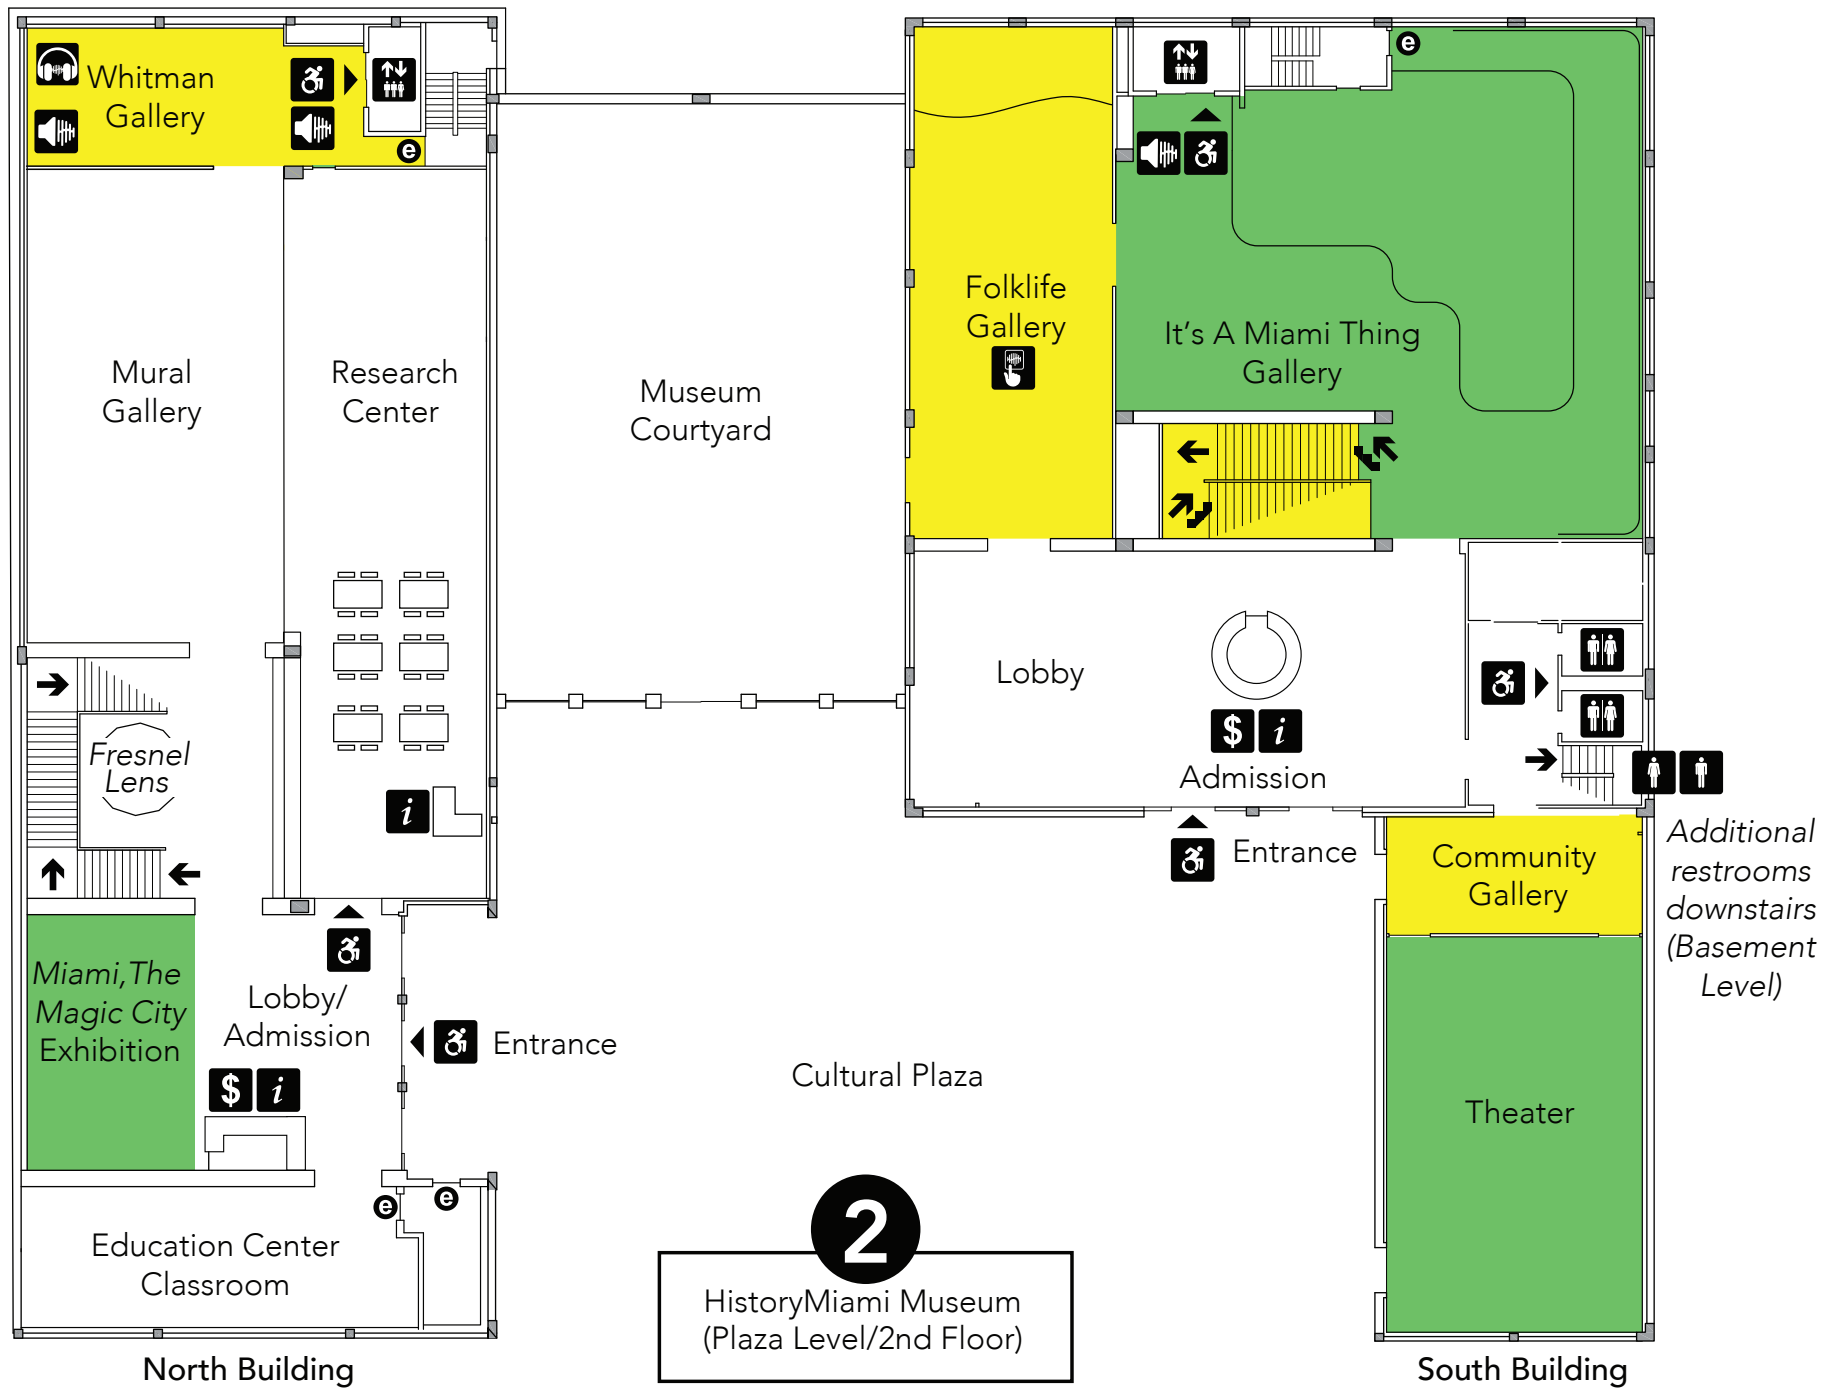 Whitman
Gallery
e
e
Folklife
Gallery
It's A Miami Thing
Gallery
Mural
Gallery
Research
Center
Museum
Courtyard
Fresnel
Lens
i
Lobby
$ i
Admission
Entrance
Community
Gallery
Additional
restrooms
downstairs
(Basement
Level)
Miami, The
Magic City
Exhibition
Lobby/
Admission
$ i
Entrance
Cultural Plaza
Theater
e
e
Education Center
Classroom
2
HistoryMiami Museum
(Plaza Level/2nd Floor)
North Building
South Building